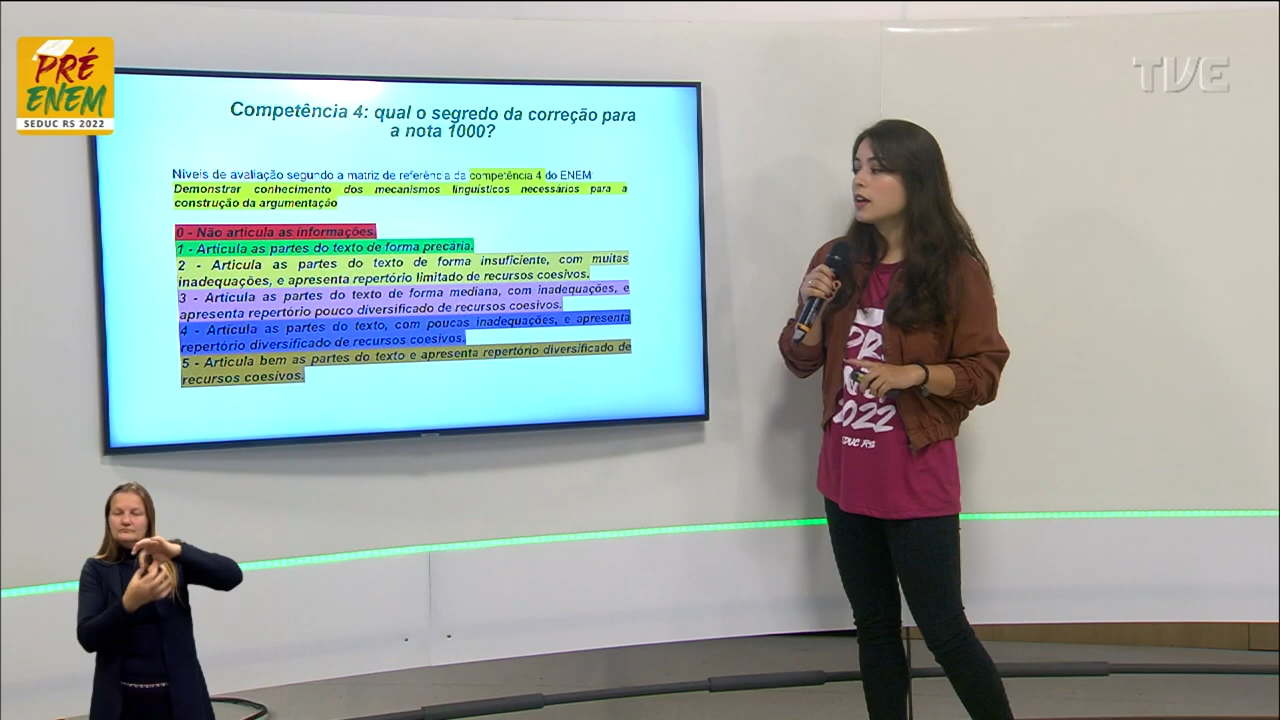 PRÉ
ENEM
SEDUC RS 2022
TVE
Competência 4: qual o segredo da correção para
a nota 1000?
Níveis de avaliação segundo a matriz de referência da competência 4 do ENEM:
Demonstrar conhecimento dos mecanismos linguísticos necessários para a
construção da argumentação
0 - Não articula as informações.
1 - Articula as partes do texto de forma precária.
2 - Articula as partes do texto de forma insuficiente, com muitas
inadequações, e apresenta repertório limitado de recursos coesivos.
3 - Articula as partes do texto de forma mediana, com inadequações, e
apresenta repertório pouco diversificado de recursos coesivos.
4 - Articula as partes do texto, com poucas inadequações, e apresenta
repertório diversificado de recursos coesivos.
5 - Articula bem as partes do texto e apresenta repertório diversificado de
recursos coesivos.
2022
SEDUC RS